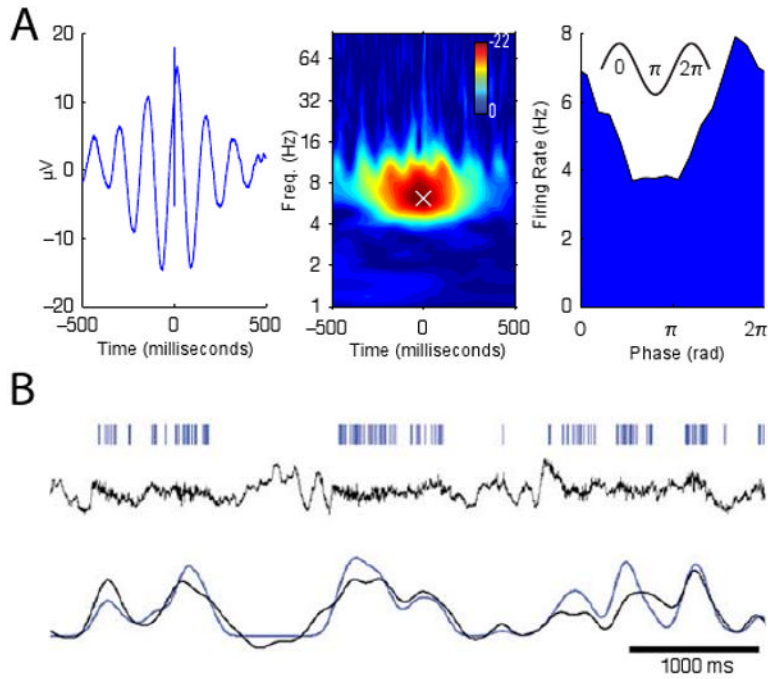 A
20
10
0
−10
−20
μV
−500
0
500
Time (milliseconds)
64
32
16
8
4
2
1
Freq. (Hz)
-22
0
−500
0
500
Time (milliseconds)
8
6
4
2
0
Firing Rate (Hz)
0 π 2π
0
π
2π
Phase (rad)
B
1000 ms